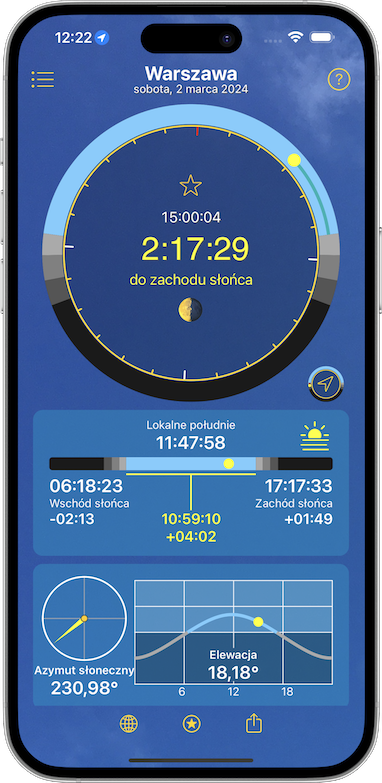 12:22
Warszawa
sobota, 2 marca 2024
?
15:00:04
2:17:29
do zachodu słońca
Lokalne południe
11:47:58
06:18:23
17:17:33
Wschód słońca
Zachód słońca
-02:13
10:59:10
+01:49
+04:02
Elewacja
Azymut słoneczny
18,18°
230,98°
6
12
18